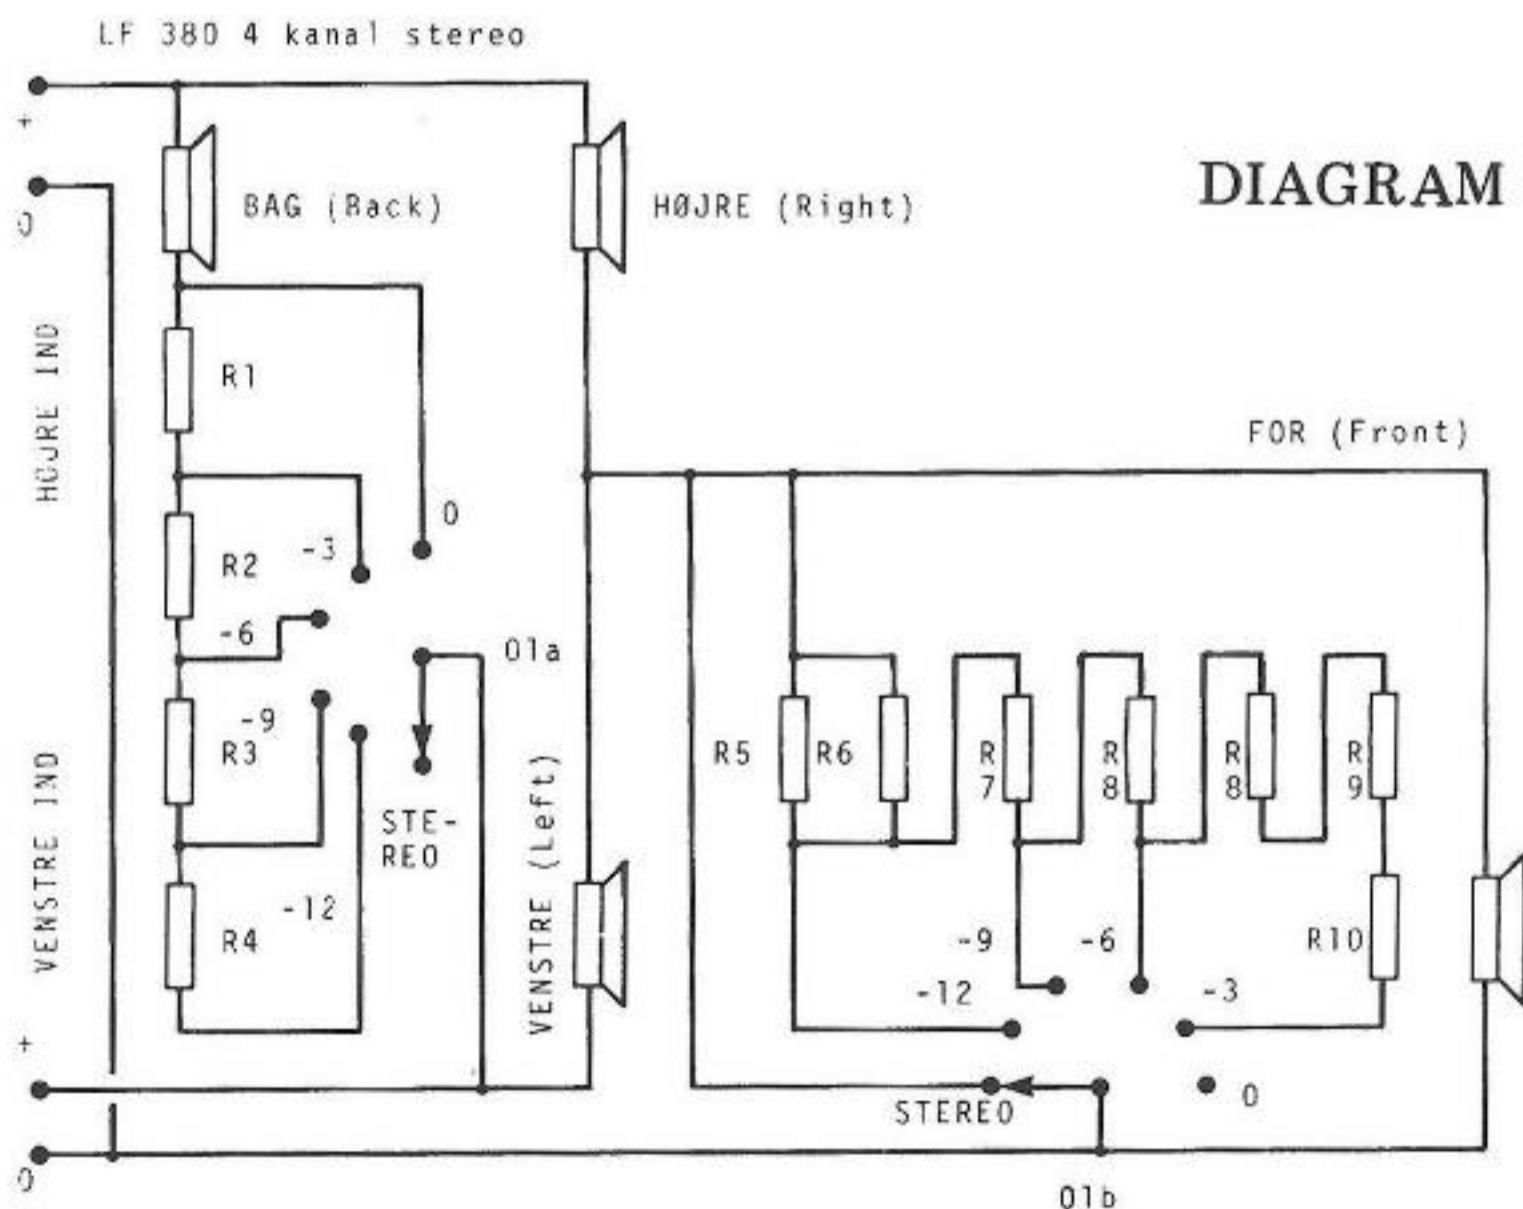 LF 380 4 kanal stereo
DIAGRAM
+
0
BAG (Back)
HØJRE (Right)
HØJRE IND
R1
FOR (Front)
0
-3
R2
-6
01a
-9
R3
R5
R6
R
7
R
8
R
8
R
9
STE-
REO
VENSTRE (Left)
VENSTRE IND
-12
R4
-9
-6
R10
-12
-3
+
STEREO
0
0
01b